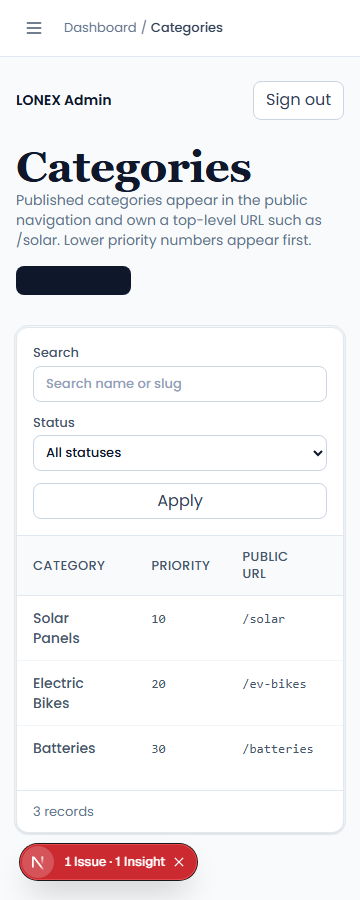 Dashboard / Categories
LONEX Admin
Sign out
Categories
Published categories appear in the public
navigation and own a top-level URL such as
/solar. Lower priority numbers appear first.
Search
Search name or slug
Status
All statuses
Apply
CATEGORY PRIORITY PUBLIC URL
Solar Panels 10 /solar
Electric Bikes 20 /ev-bikes
Batteries 30 /batteries
3 records
N 1 Issue · 1 Insight ×